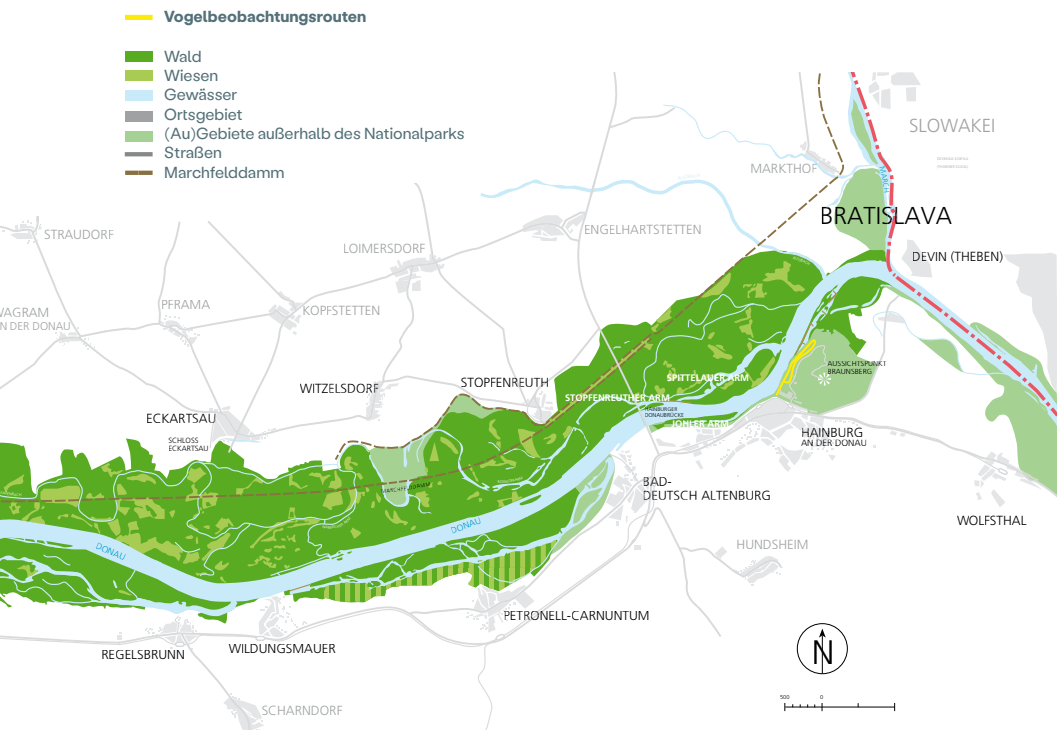 Vogelbeobachtungsrouten
Wald
Wiesen
Gewässer
Ortsgebiet
(Au)Gebiete außerhalb des Nationalparks
Straßen
Marchfelddamm
SLOWAKEI
MARKTHOF
MARCH
BRATISLAVA
STRAUDORF
ENGELHARTSTETTEN
LOIMERSDORF
DEVIN (THEBEN)
WAGRAM
AN DER DONAU
PFRAMA
KOPFSTETTEN
AUSSICHTSPUNKT
BRAUNSBERG
WITZELSDORF
STOPFENREUTH
SPITTELAUER ARM
STOPFENREUTHER ARM
HAINBURGER
DONAUBRÜCKE
JOHLER ARM
ECKARTSAU
SCHLOSS
ECKARTSAU
HAINBURG
AN DER DONAU
MARCHFELDDAMM
BAD-
DEUTSCH ALTENBURG
DONAU
DONAU
WOLFSTHAL
HUNDSHEIM
PETRONELL-CARNUNTUM
REGELSBRUNN
WILDUNGSMAUER
N
SCHARNDORF
500
0